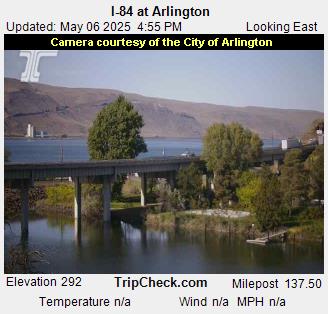 I-84 at Arlington
Updated: May 06 2025 4:55 PM Looking East
Camera courtesy of the City of Arlington
Elevation 292 TripCheck.com Milepost 137.50
Temperature n/a Wind n/a MPH n/a